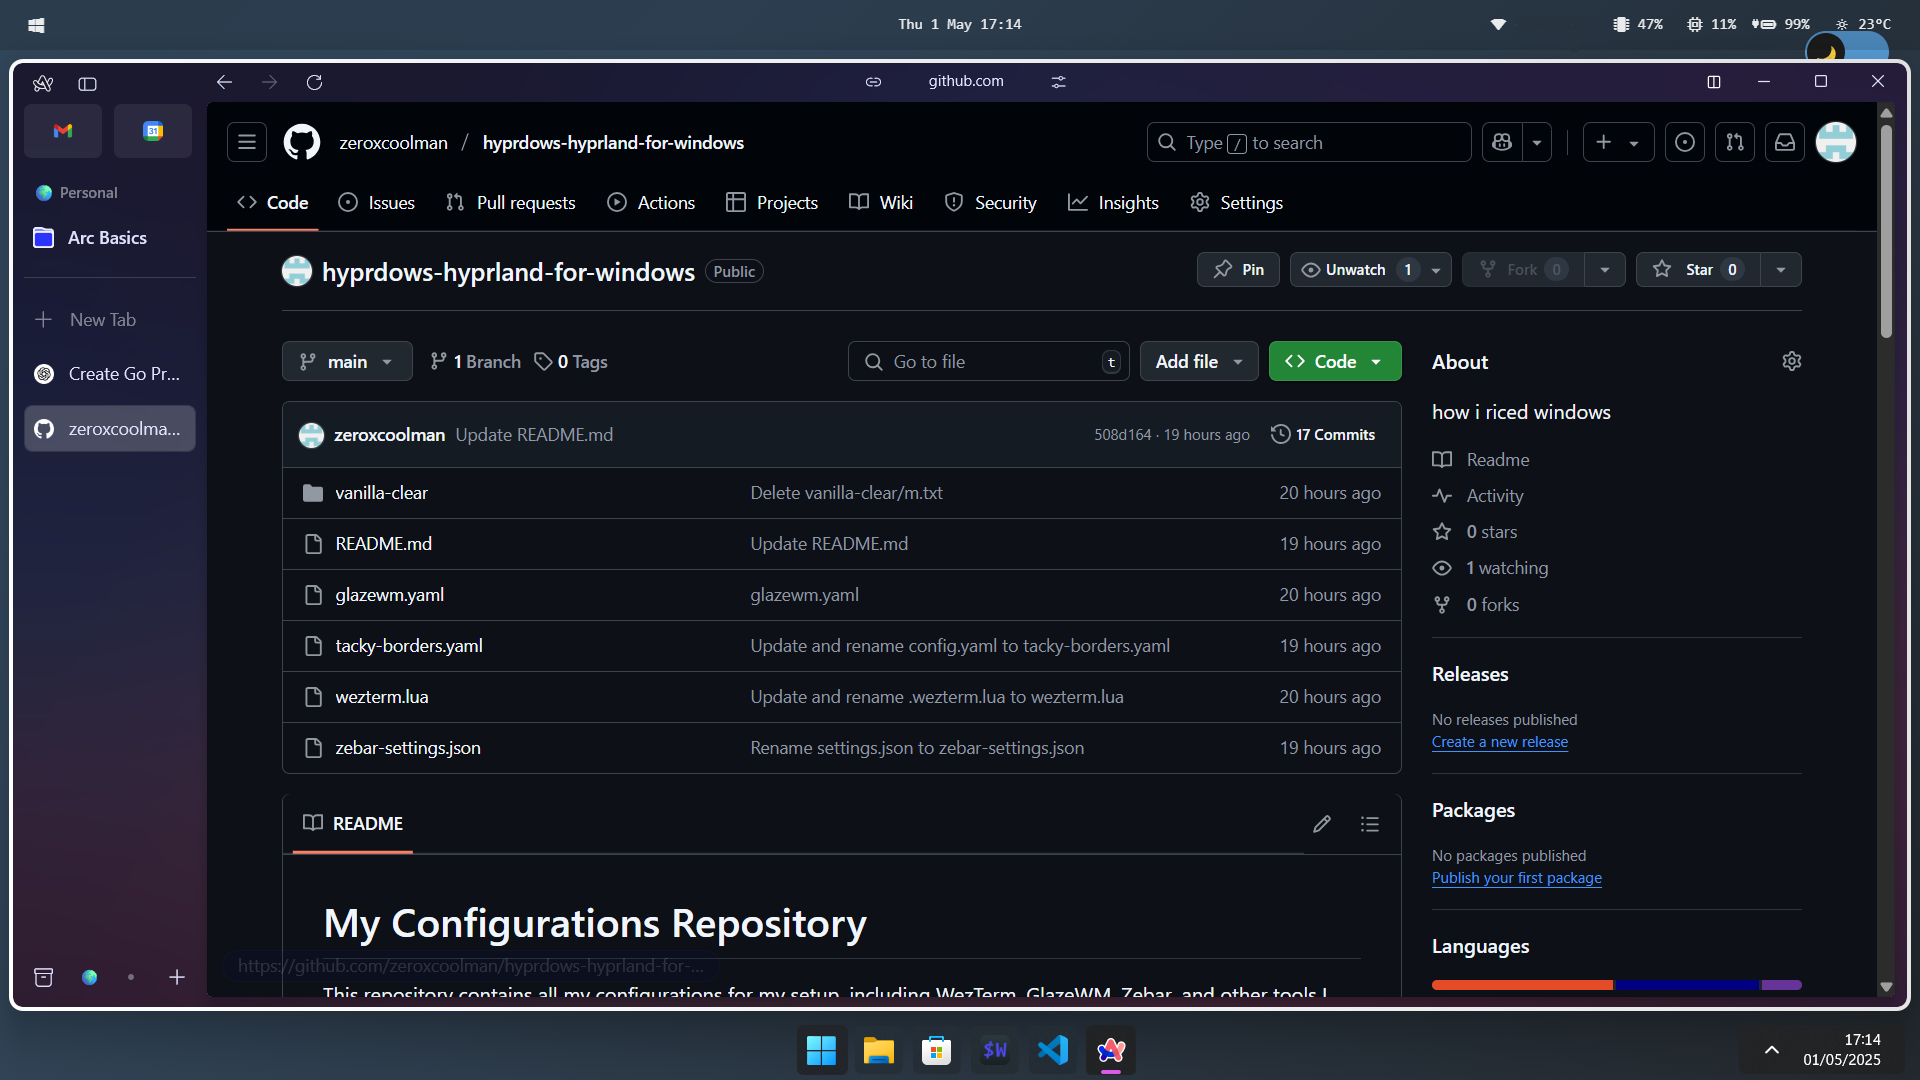 Thu 1 May 17:14
47%
11%
99%
23°C
github.com
31
zeroxcoolman / hyprdows-hyprland-for-windows
Type / to search
Personal
Arc Basics
New Tab
Create Go Pr...
zeroxcoolma...
Code
Issues
Pull requests
Actions
Projects
Wiki
Security
Insights
Settings
hyprdows-hyprland-for-windows Public
Pin
Unwatch 1
Fork 0
Star 0
main
1 Branch
0 Tags
Go to file t
Add file
Code
zeroxcoolman Update README.md 508d164 · 19 hours ago 17 Commits
vanilla-clear Delete vanilla-clear/m.txt 20 hours ago
README.md Update README.md 19 hours ago
glazewm.yaml glazewm.yaml 20 hours ago
tacky-borders.yaml Update and rename config.yaml to tacky-borders.yaml 19 hours ago
wezterm.lua Update and rename .wezterm.lua to wezterm.lua 20 hours ago
zebar-settings.json Rename settings.json to zebar-settings.json 19 hours ago
README
My Configurations Repository
This repository contains all my configurations for my setup, including WezTerm, GlazeWM, Zebar, and other tools I
https://github.com/zeroxcoolman/hyprdows-hyprland-for-...
About
how i riced windows
Readme
Activity
0 stars
1 watching
0 forks
Releases
No releases published
Create a new release
Packages
No packages published
Publish your first package
Languages
$W
17:14
01/05/2025